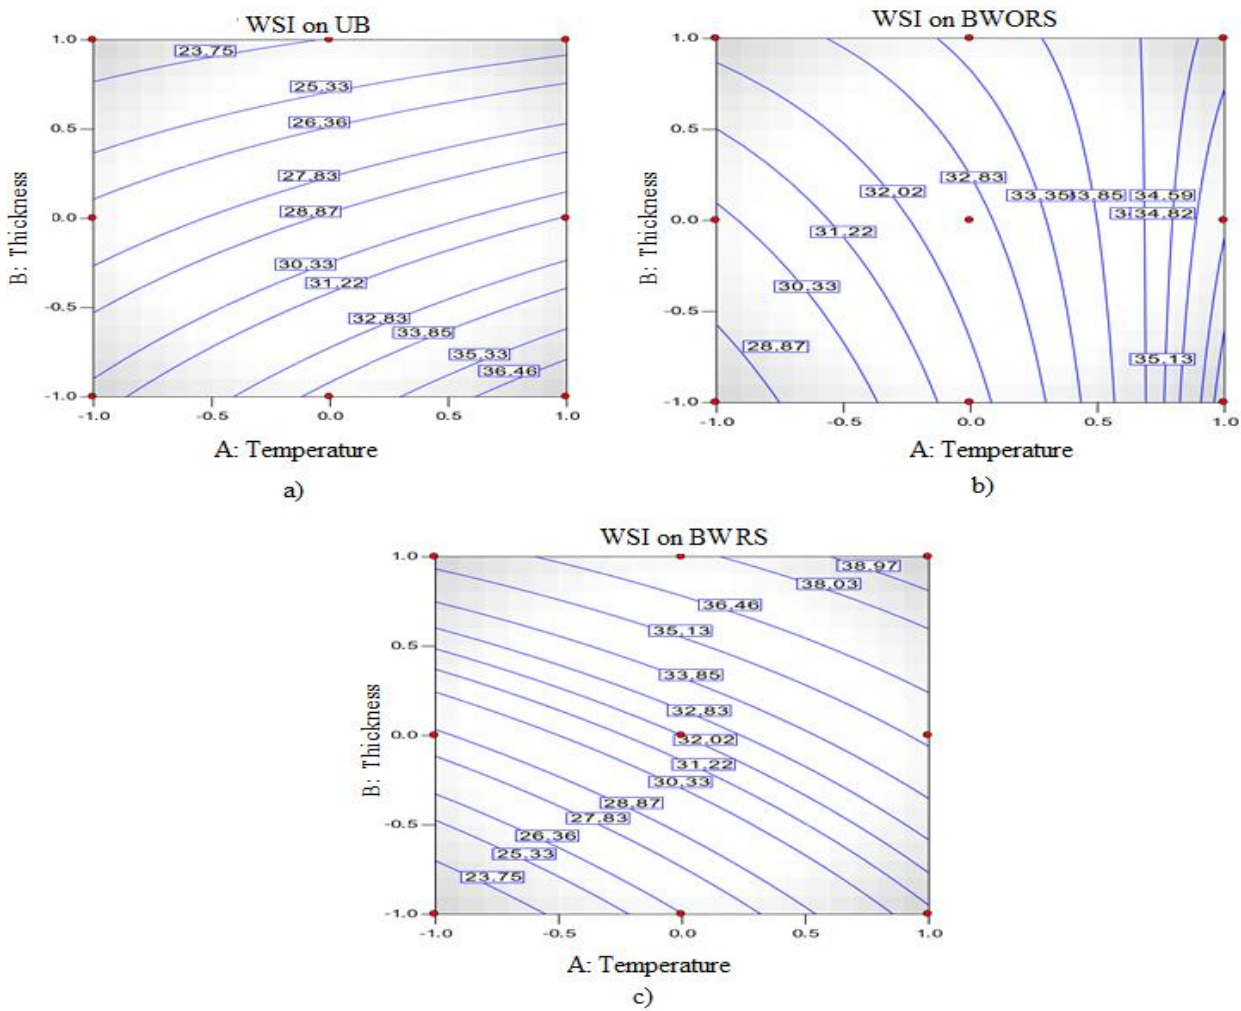 WSI on UB
1.0
0.5
0.0
-0.5
-1.0
23.75
25.33
26.36
27.83
28.87
30.33
31.22
32.83
33.85
35.33
36.46
-1.0 -0.5 0.0 0.5 1.0
B: Thickness
A: Temperature
a)
WSI on BWORS
1.0
0.5
0.0
-0.5
-1.0
32.83
32.02 33.35 34.59
34.82
31.22
30.33
28.87
35.13
-1.0 -0.5 0.0 0.5 1.0
B: Thickness
A: Temperature
b)
WSI on BWRS
1.0
0.5
0.0
-0.5
-1.0
38.97
38.03
36.46
35.13
33.85
32.83
32.02
31.22
30.33
28.87
27.83
26.36
25.33
23.75
-1.0 -0.5 0.0 0.5 1.0
B: Thickness
A: Temperature
c)